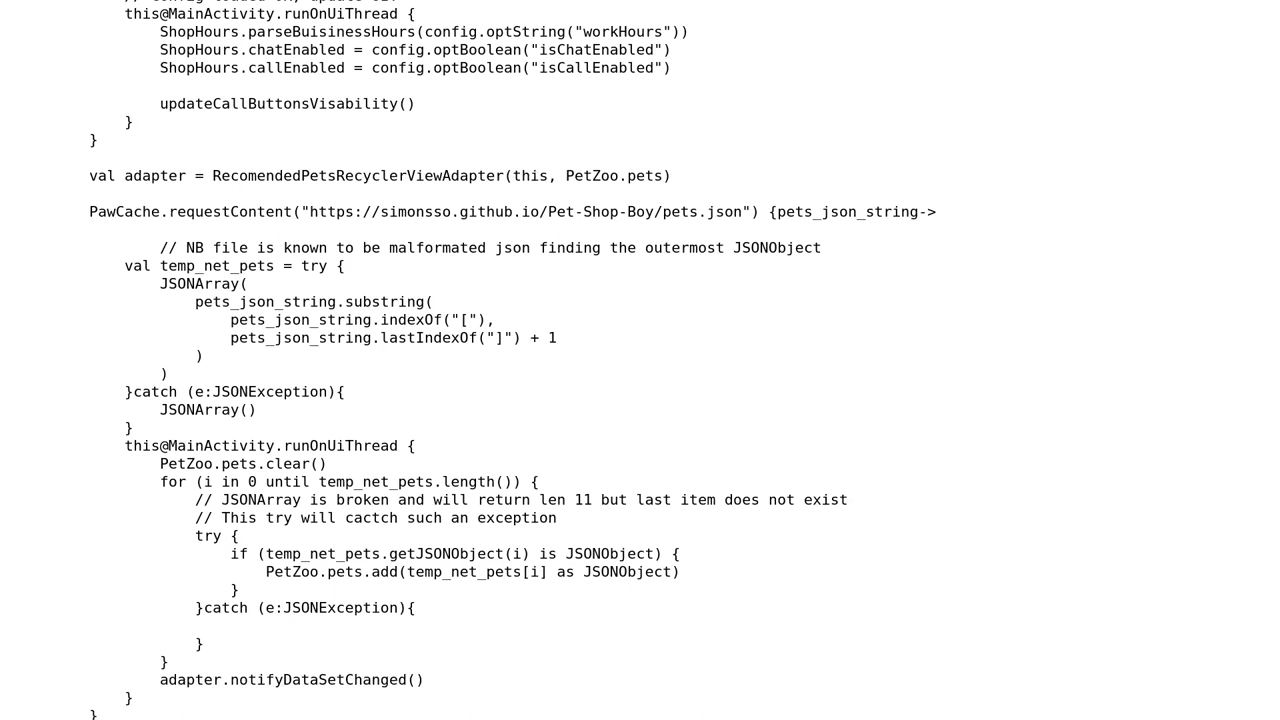 this@MainActivity.runOnUiThread {
ShopHours.parseBuisinessHours(config.optString("workHours"))
ShopHours.chatEnabled = config.optBoolean("isChatEnabled")
ShopHours.callEnabled = config.optBoolean("isCallEnabled")
updateCallButtonsVisability()
}
}
val adapter = RecomendedPetsRecyclerViewAdapter(this, PetZoo.pets)
PawCache.requestContent("https://simonsso.github.io/Pet-Shop-Boy/pets.json") {pets_json_string->
// NB file is known to be malformated json finding the outermost JSONObject
val temp_net_pets = try {
JSONArray(
pets_json_string.substring(
pets_json_string.indexOf("["),
pets_json_string.lastIndexOf("]") + 1
)
)
}catch (e:JSONException){
JSONArray()
}
this@MainActivity.runOnUiThread {
PetZoo.pets.clear()
for (i in 0 until temp_net_pets.length()) {
// JSONArray is broken and will return len 11 but last item does not exist
// This try will cactch such an exception
try {
if (temp_net_pets.getJSONObject(i) is JSONObject) {
PetZoo.pets.add(temp_net_pets[i] as JSONObject)
}
}catch (e:JSONException){
}
}
adapter.notifyDataSetChanged()
}
}